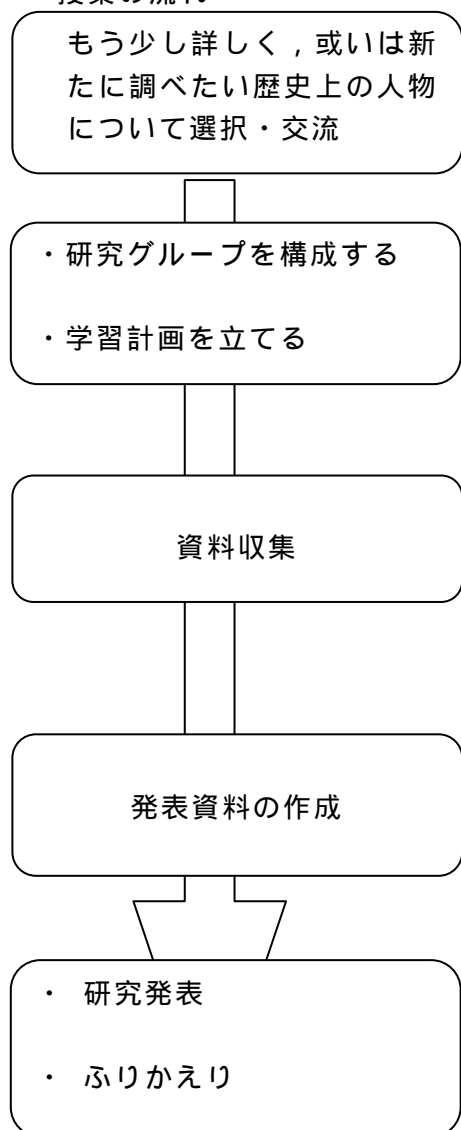 もう少し詳しく，或いは新
たに調べたい歴史上の人物
について選択・交流
・研究グループを構成する
・学習計画を立てる
資料収集
発表資料の作成
・ 研究発表
・ ふりかえり